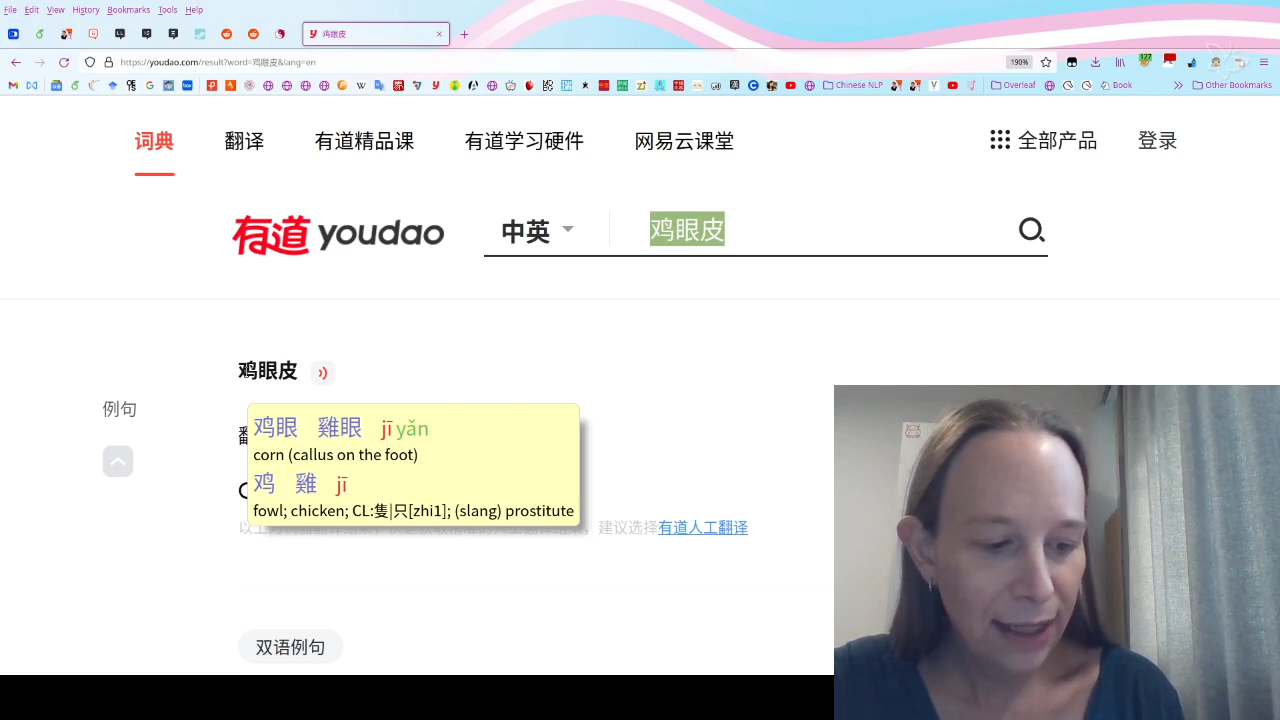 File Edit View History Bookmarks Tools Help
鸡眼皮
https://youdao.com/result?word=鸡眼皮&lang=en
190%
127
Chinese NLP
Overleaf
Book
Other Bookmarks
词典 翻译 有道精品课 有道学习硬件 网易云课堂 全部产品 登录
有道 youdao 中英 鸡眼皮
鸡眼皮
例句
鸡眼 雞眼 jī yǎn
corn (callus on the foot)
鸡 雞 jī
fowl; chicken; CL:隻|只[zhi1]; (slang) prostitute
建议选择有道人工翻译
双语例句